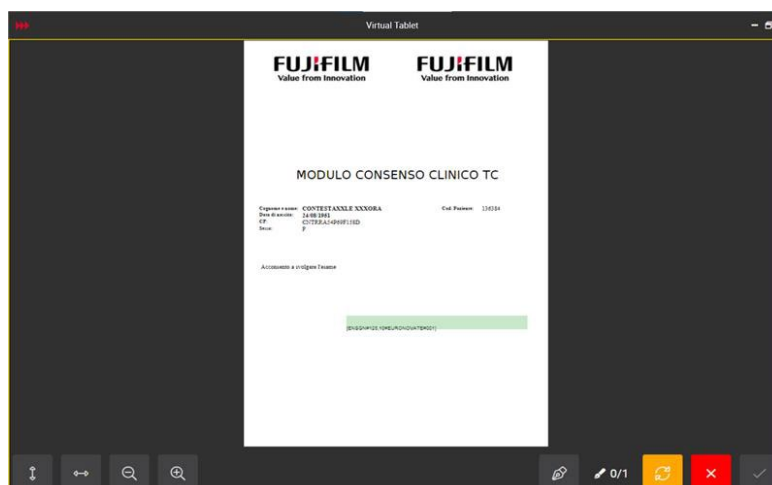 Virtual Tablet
FUJIFILM FUJIFILM
Value from Innovation Value from Innovation
MODULO CONSENSO CLINICO TC
Cognome e nome: CONTESTAXXLE XXXORA Cod. Paziente:
Data di nascita: 24/08/1961
CF:
Sesso: F
Acconsento a svolgere l'esame
0/1